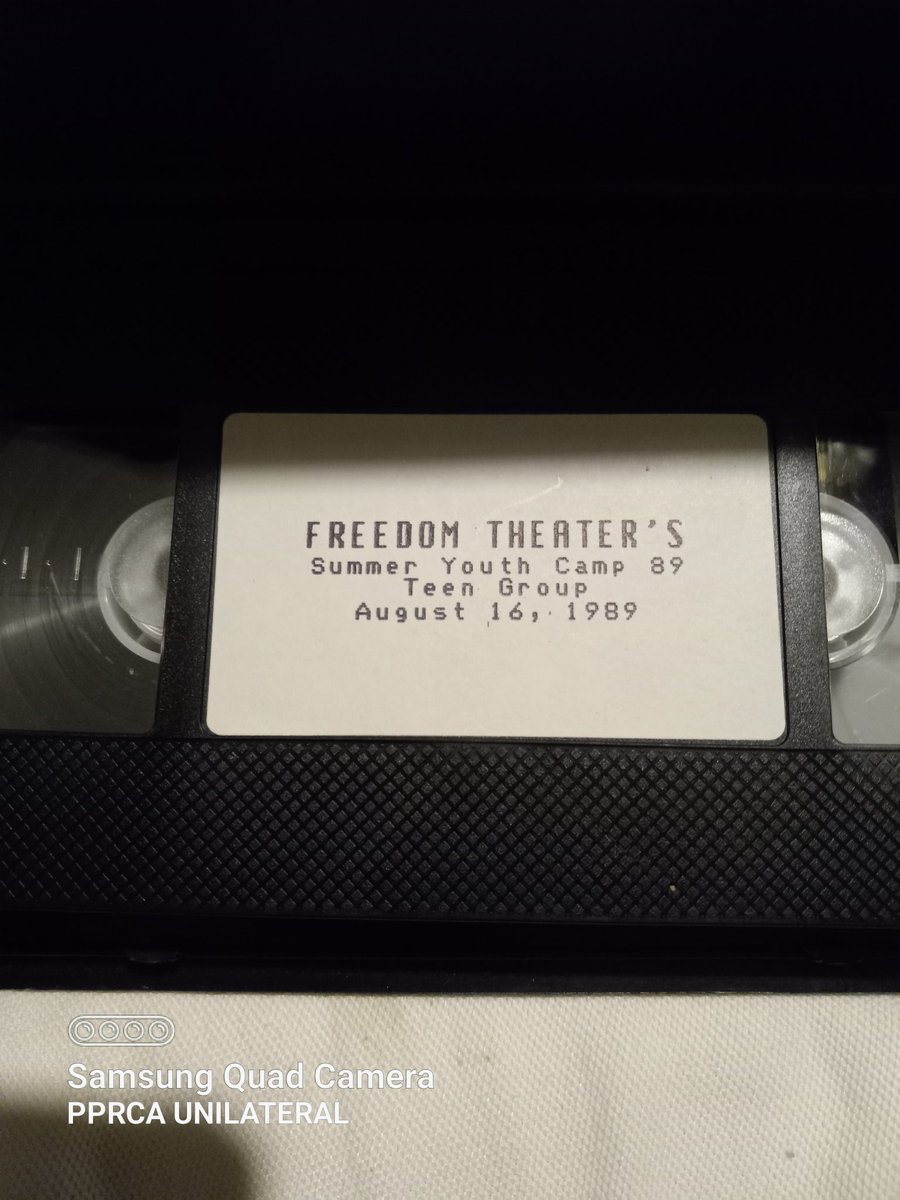 FREEDOM THEATER'S
Summer Youth Camp 89
Teen Group
August 16, 1989
Samsung Quad Camera
PPRCA UNILATERAL